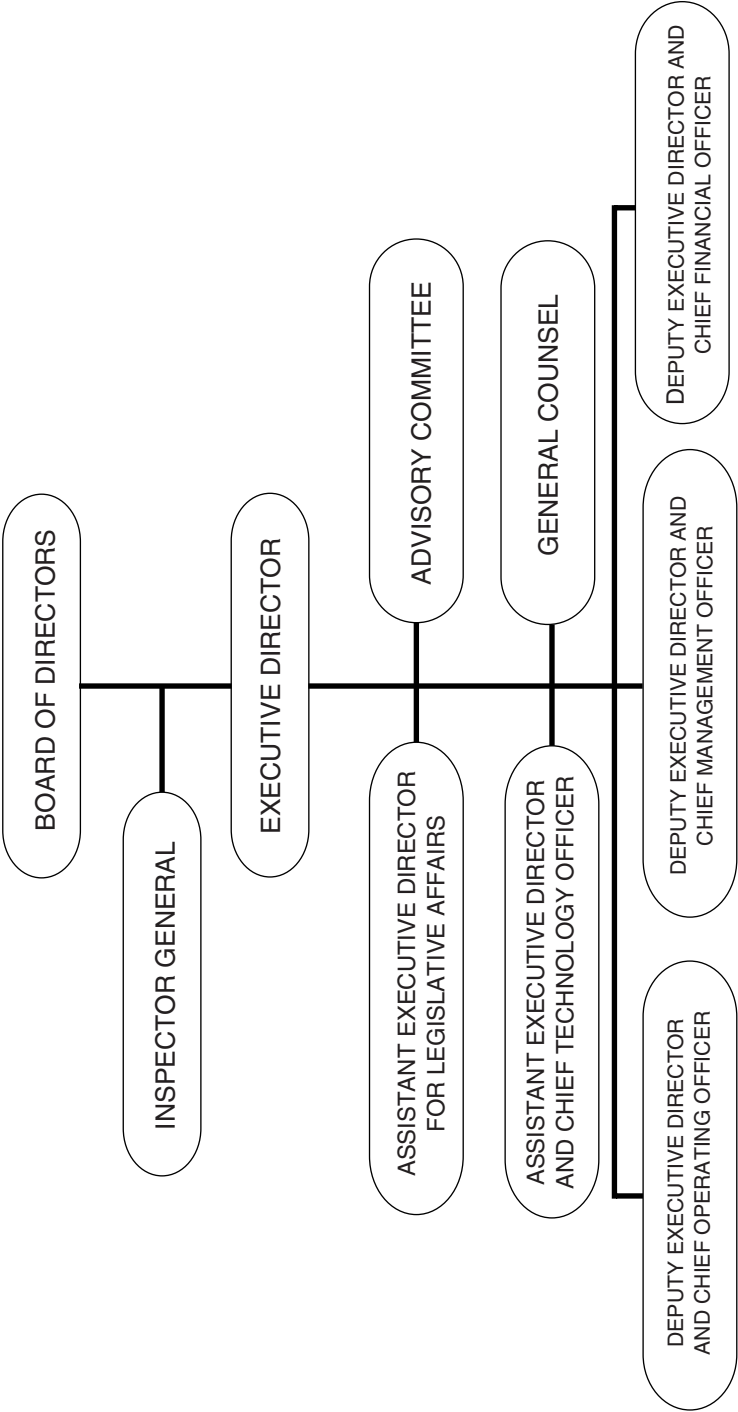 BOARD OF DIRECTORS
INSPECTOR GENERAL
EXECUTIVE DIRECTOR
ASSISTANT EXECUTIVE DIRECTOR
FOR LEGISLATIVE AFFAIRS
ADVISORY COMMITTEE
ASSISTANT EXECUTIVE DIRECTOR
AND CHIEF TECHNOLOGY OFFICER
GENERAL COUNSEL
DEPUTY EXECUTIVE DIRECTOR
AND CHIEF OPERATING OFFICER
DEPUTY EXECUTIVE DIRECTOR AND
CHIEF MANAGEMENT OFFICER
DEPUTY EXECUTIVE DIRECTOR AND
CHIEF FINANCIAL OFFICER